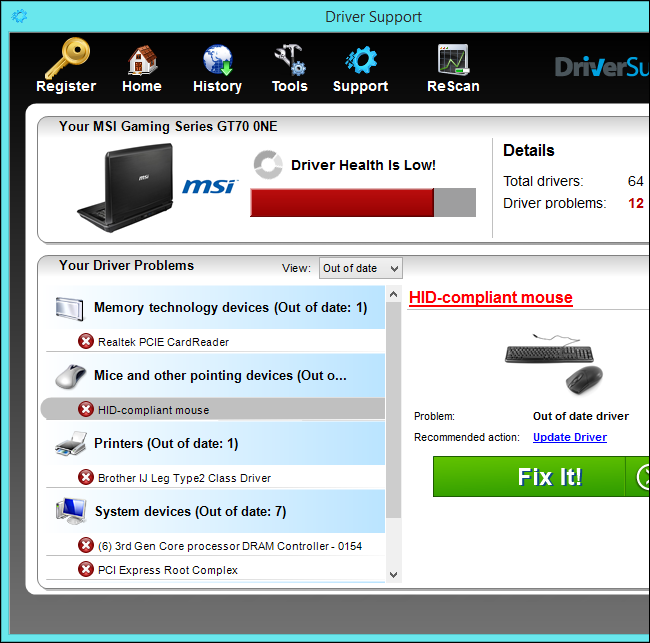 Driver Support
Register Home History Tools Support ReScan
DriverSu
Your MSI Gaming Series GT70 0NE
msi
msi
Driver Health Is Low!
Details
Total drivers: 64
Driver problems: 12
Your Driver Problems
View: Out of date
Memory technology devices (Out of date: 1)
Realtek PCIE CardReader
Mice and other pointing devices (Out o...
HID-compliant mouse
Printers (Out of date: 1)
Brother IJ Leg Type2 Class Driver
System devices (Out of date: 7)
(6) 3rd Gen Core processor DRAM Controller - 0154
PCI Express Root Complex
HID-compliant mouse
Problem: Out of date driver
Recommended action: Update Driver
Fix It!